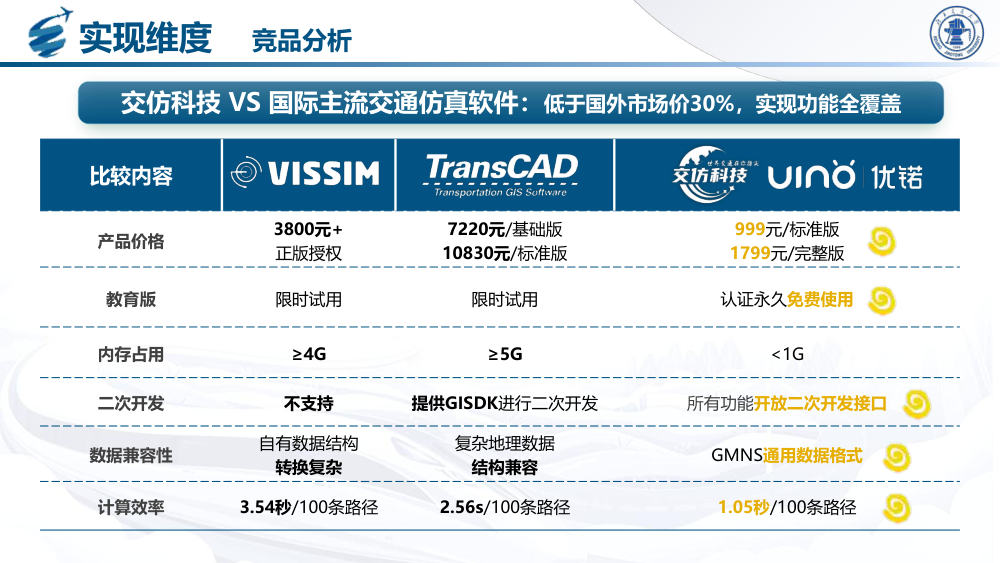 实现维度 竞品分析
交仿科技 VS 国际主流交通仿真软件：低于国外市场价30%，实现功能全覆盖
比较内容
VISSIM
TransCAD
Transportation GIS Software
世界交通在你指尖
交仿科技
UINO 优锘
产品价格
3800元+
正版授权
7220元/基础版
10830元/标准版
999元/标准版
1799元/完整版
教育版
限时试用
限时试用
认证永久免费使用
内存占用
≥4G
≥5G
<1G
二次开发
不支持
提供GISDK进行二次开发
所有功能开放二次开发接口
数据兼容性
自有数据结构
转换复杂
复杂地理数据
结构兼容
GMNS通用数据格式
计算效率
3.54秒/100条路径
2.56s/100条路径
1.05秒/100条路径